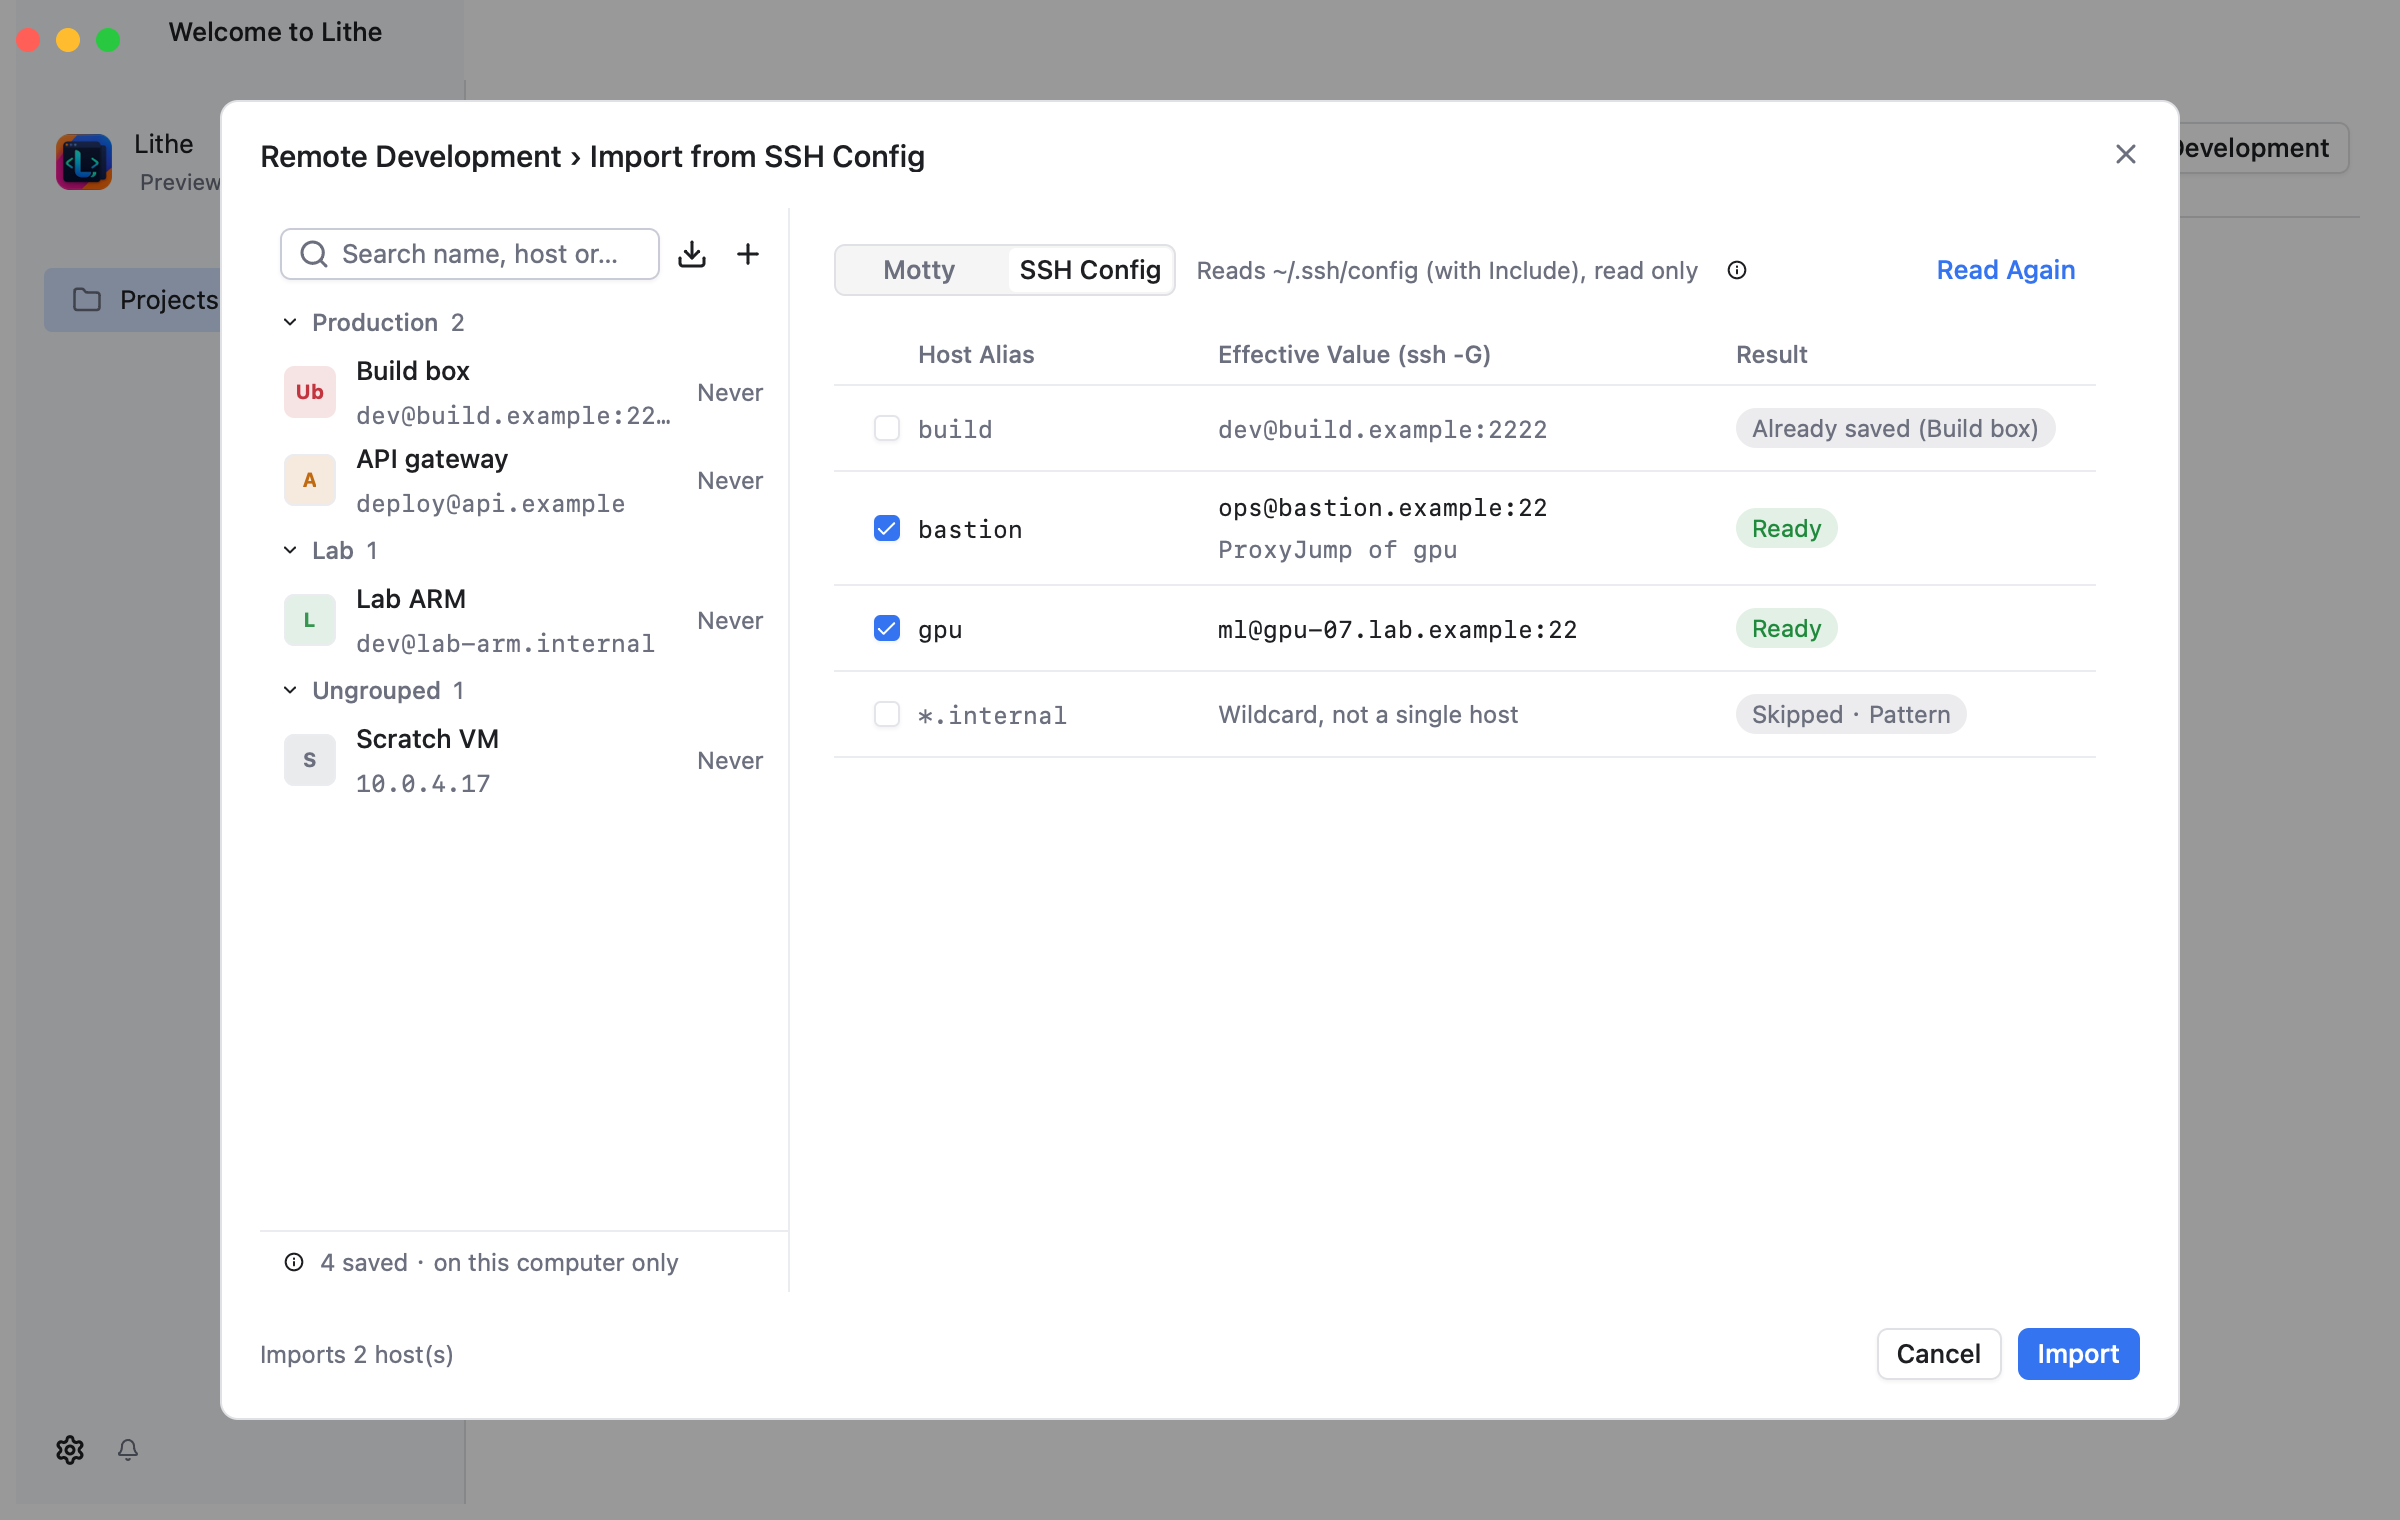 Welcome to Lithe
Lithe
Preview
Projects
Development
Remote Development › Import from SSH Config
Search name, host or...
Production 2
Ub
Build box
dev@build.example:22…
Never
A
API gateway
deploy@api.example
Never
Lab 1
L
Lab ARM
dev@lab-arm.internal
Never
Ungrouped 1
S
Scratch VM
10.0.4.17
Never
4 saved · on this computer only
Motty
SSH Config
Reads ~/.ssh/config (with Include), read only
Read Again
Host Alias Effective Value (ssh -G) Result
build dev@build.example:2222 Already saved (Build box)
bastion ops@bastion.example:22 Ready
ProxyJump of gpu
gpu ml@gpu-07.lab.example:22 Ready
*.internal Wildcard, not a single host Skipped · Pattern
Imports 2 host(s)
Cancel
Import